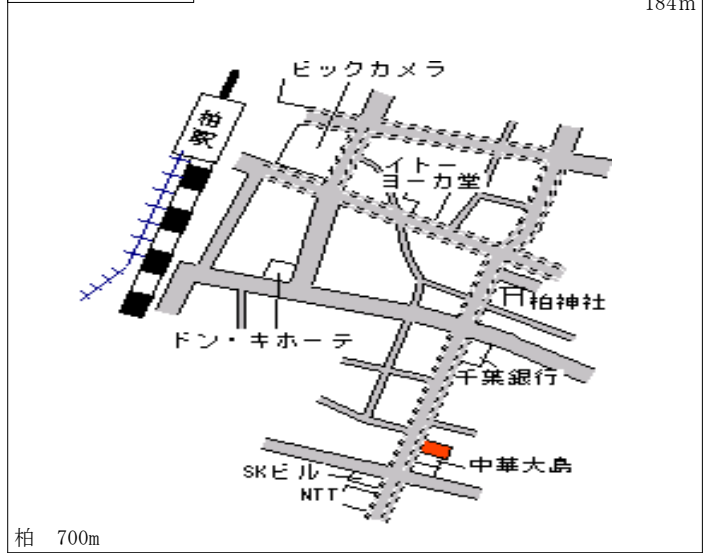 184m
ビックカメラ
柏駅
イトー
ヨーカ堂
柏神社
ドン・キホーテ
千葉銀行
中華大島
SKビル
NTT
柏　700m